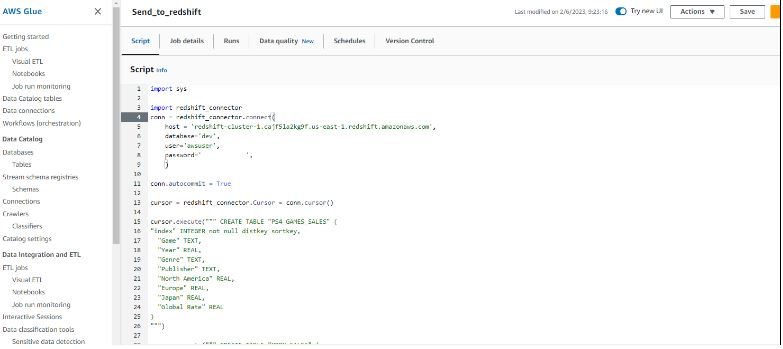 AWS Glue
Getting started
ETL jobs
Visual ETL
Notebooks
Job run monitoring
Data Catalog tables
Data connections
Workflows (orchestration)
Data Catalog
Databases
Tables
Stream schema registries
Schemas
Connections
Crawlers
Classifiers
Catalog settings
Data Integration and ETL
ETL jobs
Visual ETL
Notebooks
Job run monitoring
Interactive Sessions
Data classification tools
Sensitive data detection
Send_to_redshift
Last modified on 2/6/2023, 9:23:16
Try new UI
Actions ▼
Save
Script
Job details
Runs
Data quality New
Schedules
Version Control
Script Info
1 import sys
2
3 import redshift_connector
4 conn = redshift_connector.connect(
5 host = 'redshift-cluster-1.cajf51a2kg9f.us-east-1.redshift.amazonaws.com',
6 database='dev',
7 user='awsuser',
8 password=' ',
9 )
10
11 conn.autocommit = True
12
13 cursor = redshift_connector.Cursor = conn.cursor()
14
15 cursor.execute(""" CREATE TABLE "PS4_GAMES_SALES" (
16 "index" INTEGER not null distkey sortkey,
17 "Game" TEXT,
18 "Year" REAL,
19 "Genre" TEXT,
20 "Publisher" TEXT,
21 "North America" REAL,
22 "Europe" REAL,
23 "Japan" REAL,
24 "Global Rate" REAL
25 )
26 """)
27